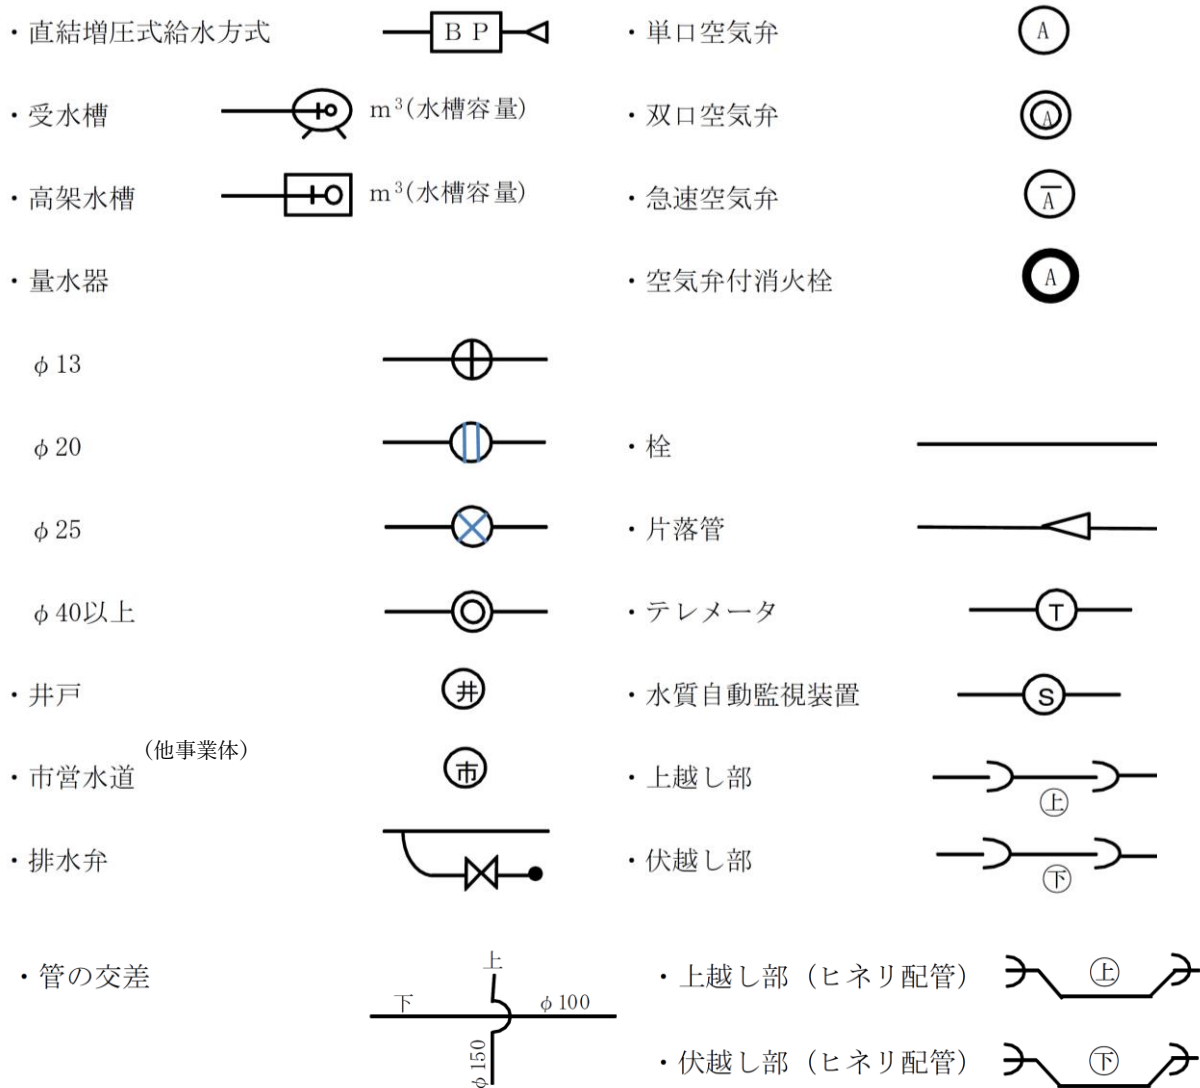 ・直結増圧式給水方式
ＢＰ
・受水槽
m³(水槽容量)
・高架水槽
m³(水槽容量)
・量水器
φ13
φ20
φ25
φ40以上
・井戸
井
(他事業体)
・市営水道
市
・排水弁
・管の交差
上
下
φ100
φ150
・単口空気弁
A
・双口空気弁
A
・急速空気弁
A
・空気弁付消火栓
A
・栓
・片落管
・テレメータ
T
・水質自動監視装置
S
・上越し部
上
・伏越し部
下
・上越し部（ヒネリ配管）
上
・伏越し部（ヒネリ配管）
下